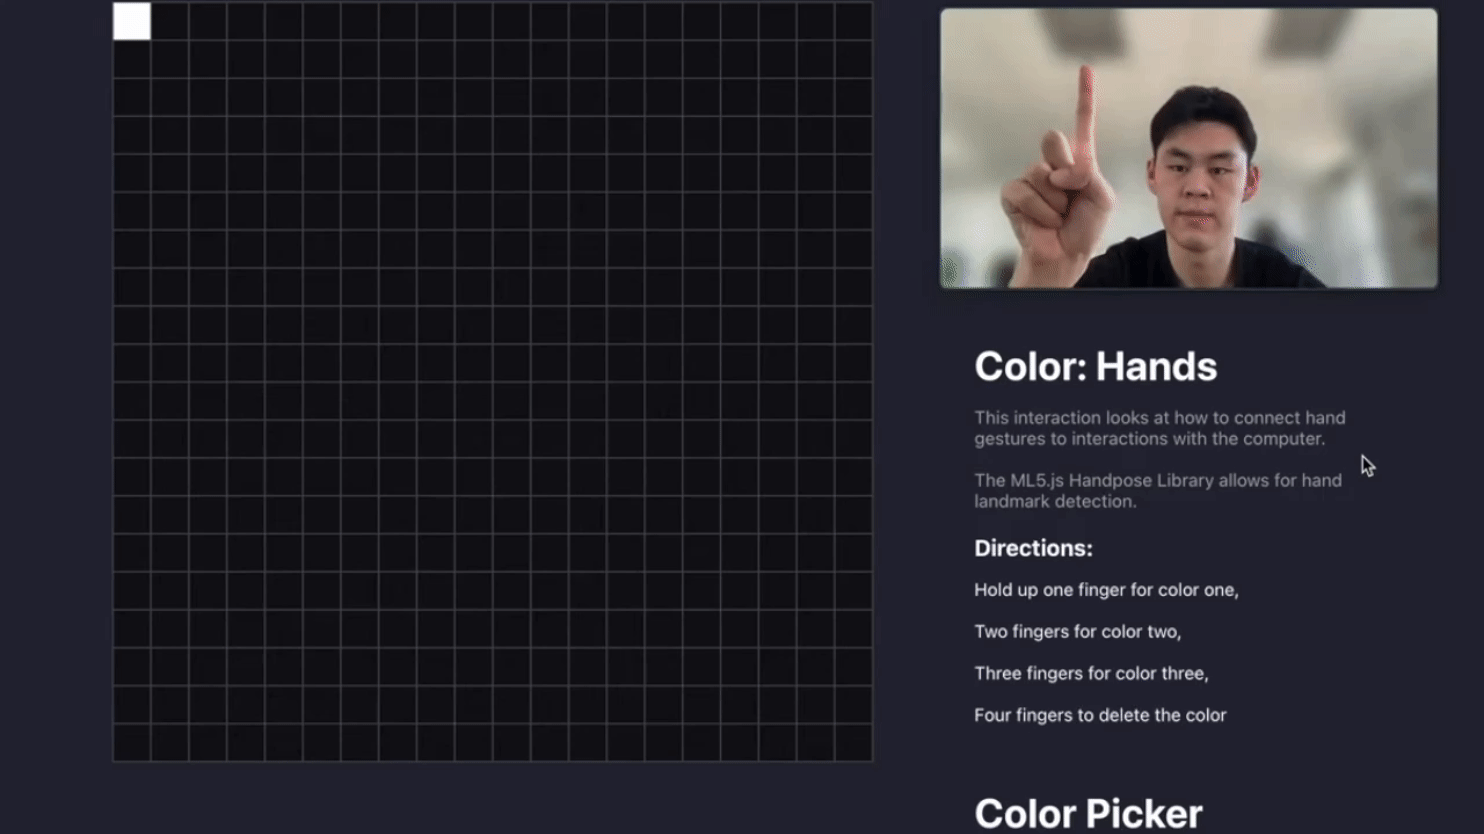 Color: Hands
This interaction looks at how to connect hand
gestures to interactions with the computer.
The ML5.js Handpose Library allows for hand
landmark detection.
Directions:
Hold up one finger for color one,
Two fingers for color two,
Three fingers for color three,
Four fingers to delete the color
Color Picker